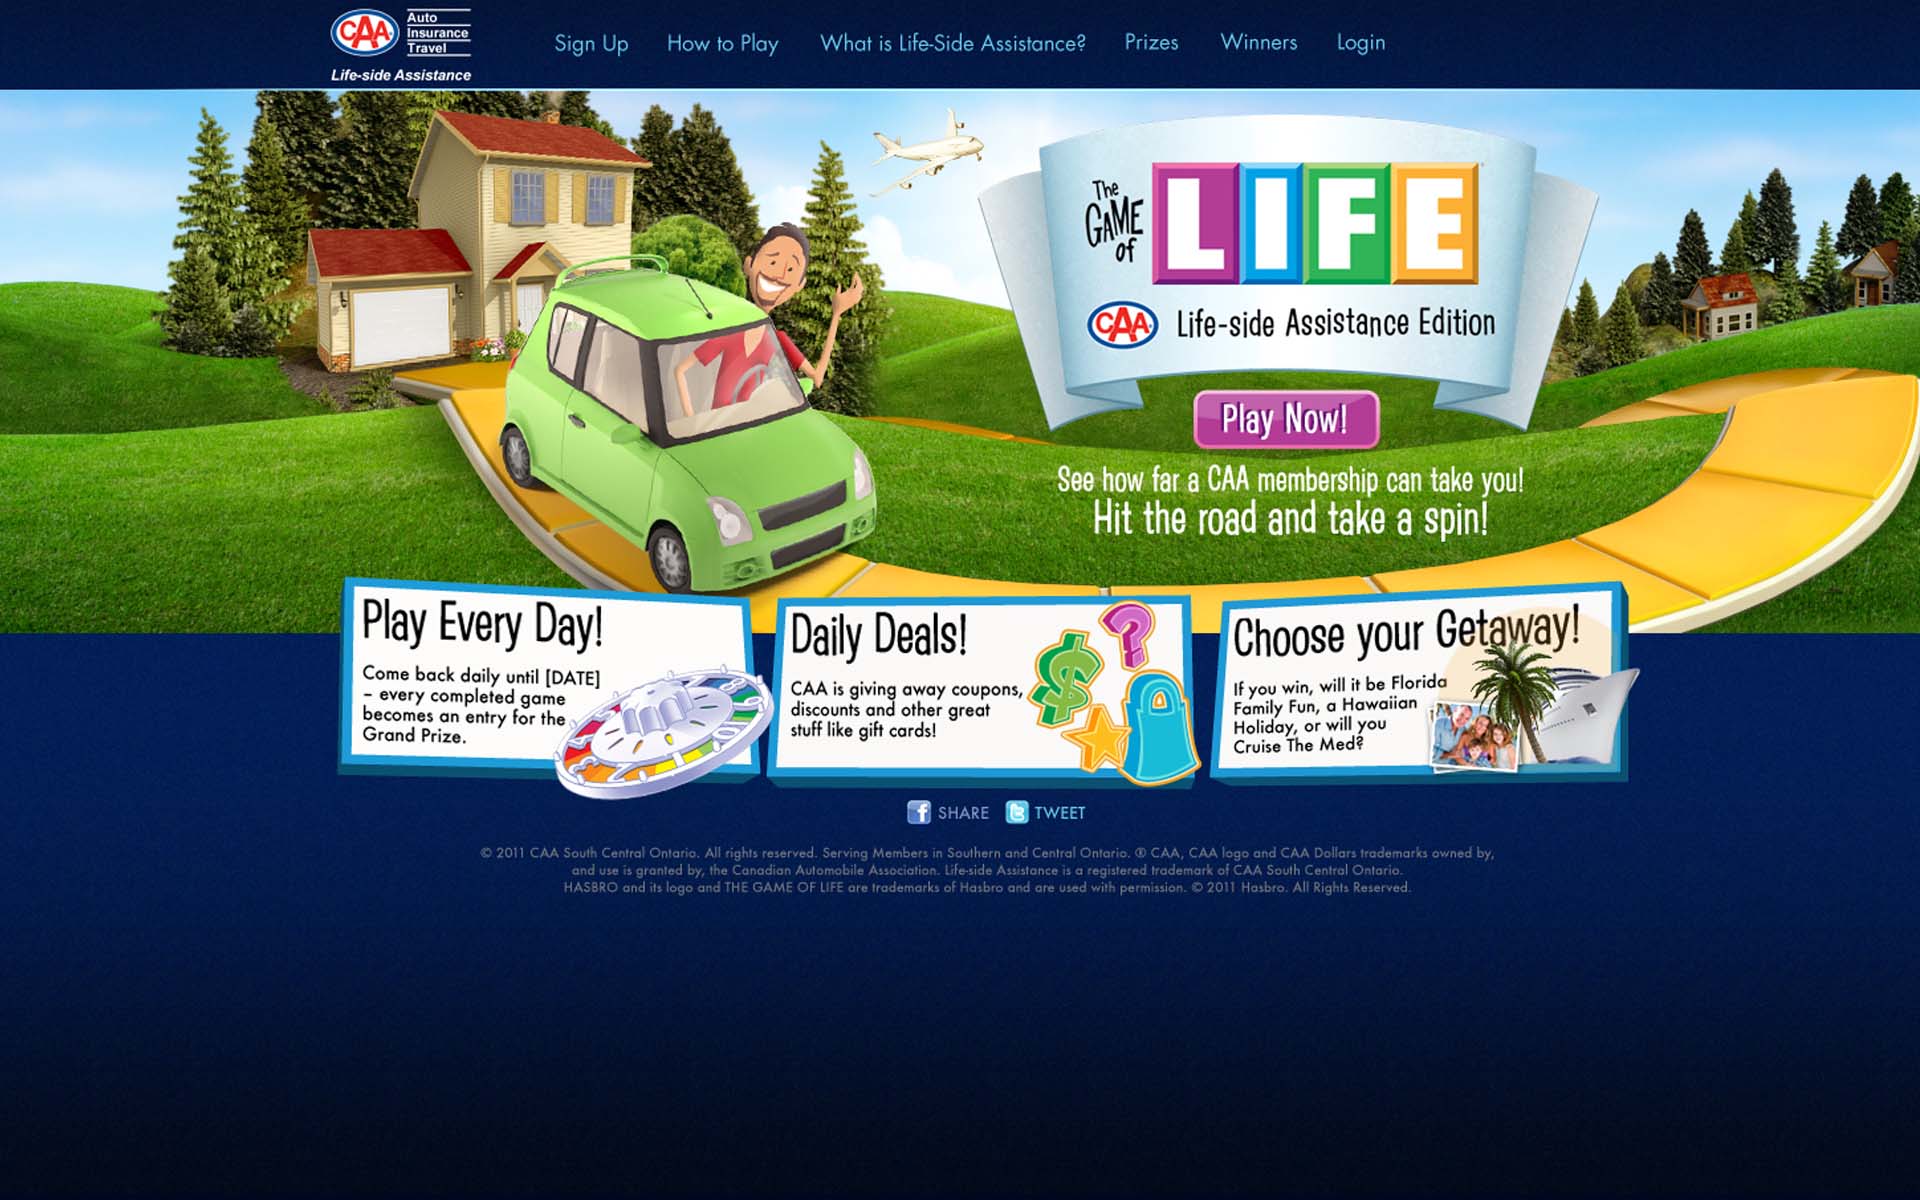 CAA
Auto
Insurance
Travel
Life-side Assistance
Sign Up
How to Play
What is Life-Side Assistance?
Prizes
Winners
Login
The
GAME
of
LIFE
CAA Life-side Assistance Edition
Play Now!
See how far a CAA membership can take you!
Hit the road and take a spin!
Play Every Day!
Come back daily until [DATE]
– every completed game
becomes an entry for the
Grand Prize.
Daily Deals!
CAA is giving away coupons,
discounts and other great
stuff like gift cards!
Choose your Getaway!
If you win, will it be Florida
Family Fun, a Hawaiian
Holiday, or will you
Cruise The Med?
SHARE
TWEET
© 2011 CAA South Central Ontario. All rights reserved. Serving Members in Southern and Central Ontario. ® CAA, CAA logo and CAA Dollars trademarks owned by,
and use is granted by, the Canadian Automobile Association. Life-side Assistance is a registered trademark of CAA South Central Ontario.
HASBRO and its logo and THE GAME OF LIFE are trademarks of Hasbro and are used with permission. © 2011 Hasbro. All Rights Reserved.